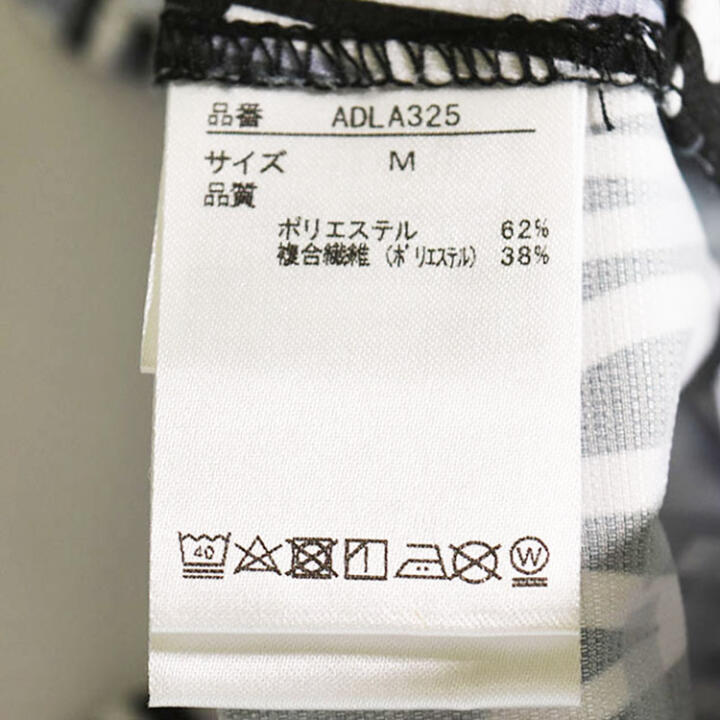 品番 ADLA325
サイズ M
品質
ポリエステル 62%
複合繊維 (ポリエステル) 38%
40 W